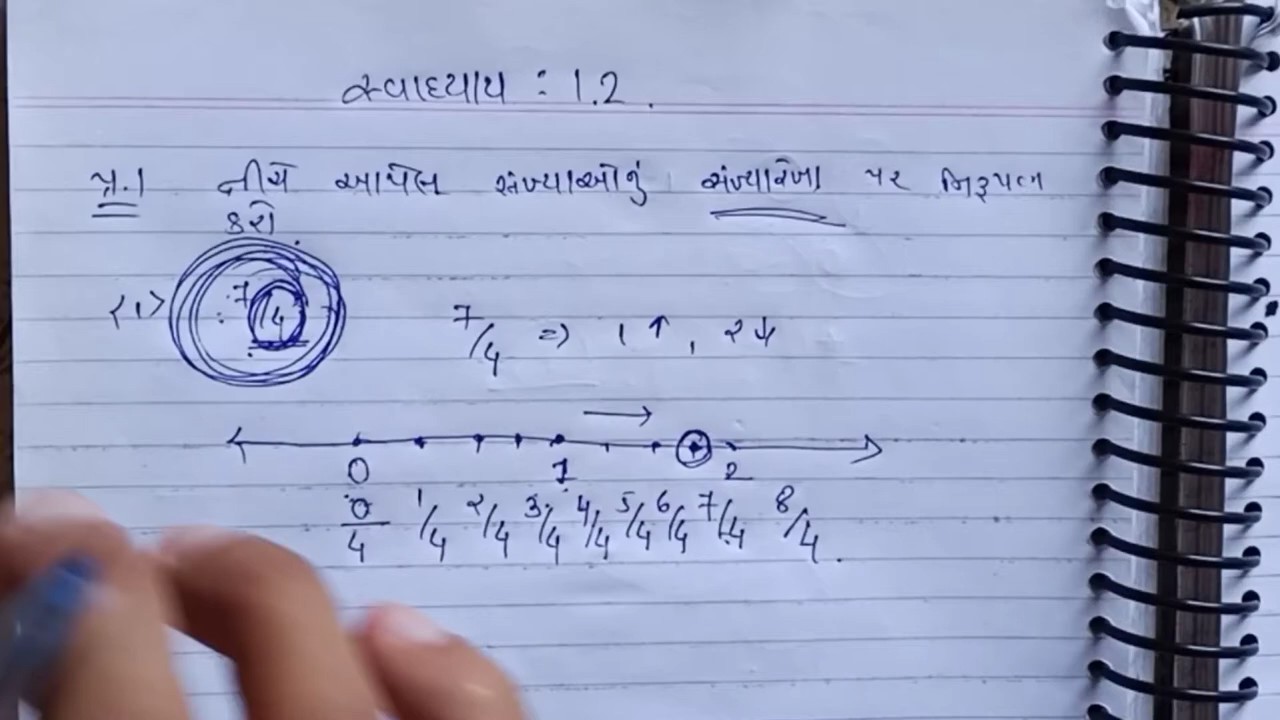 સ્વાધ્યાય : 1.2.
પ્ર.1 નીચે આપેલ સંખ્યાઓનું સંખ્યારેખા પર નિરૂપણ
કરો.
<1> 7/4 7/4 => 1 ↑, 2 ↓
0 1 2
0/4 1/4 2/4 3/4 4/4 5/4 6/4 7/4 8/4.